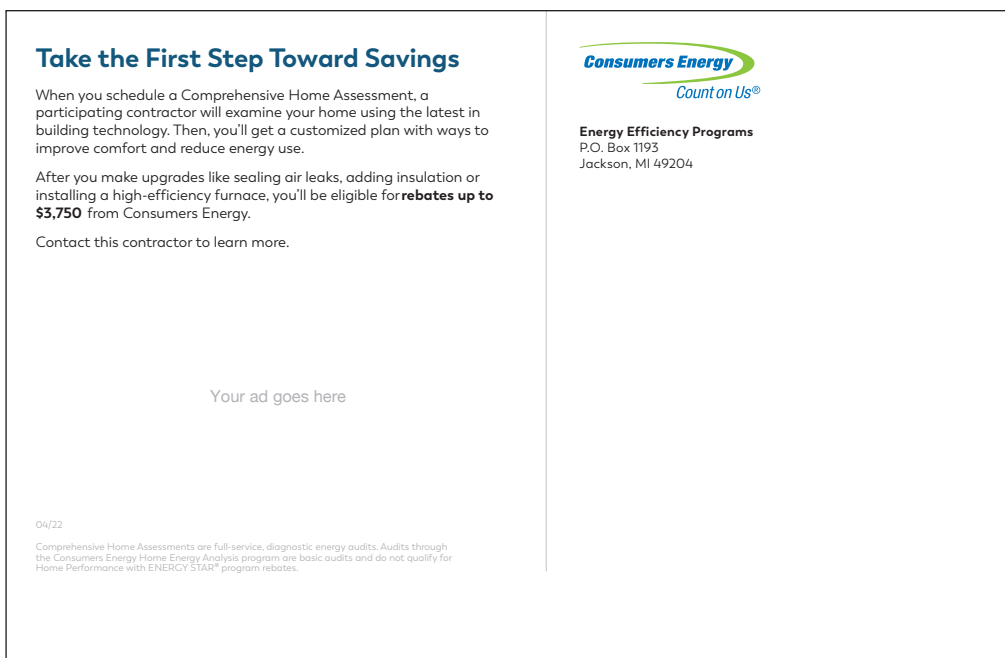 Take the First Step Toward Savings
When you schedule a Comprehensive Home Assessment, a
participating contractor will examine your home using the latest in
building technology. Then, you'll get a customized plan with ways to
improve comfort and reduce energy use.
After you make upgrades like sealing air leaks, adding insulation or
installing a high-efficiency furnace, you'll be eligible for rebates up to
$3,750 from Consumers Energy.
Contact this contractor to learn more.
Your ad goes here
04/22
Comprehensive Home Assessments are full-service, diagnostic energy audits. Audits through
the Consumers Energy Home Energy Analysis program are basic audits and do not qualify for
Home Performance with ENERGY STAR® program rebates.
Consumers Energy
Count on Us®
Energy Efficiency Programs
P.O. Box 1193
Jackson, MI 49204